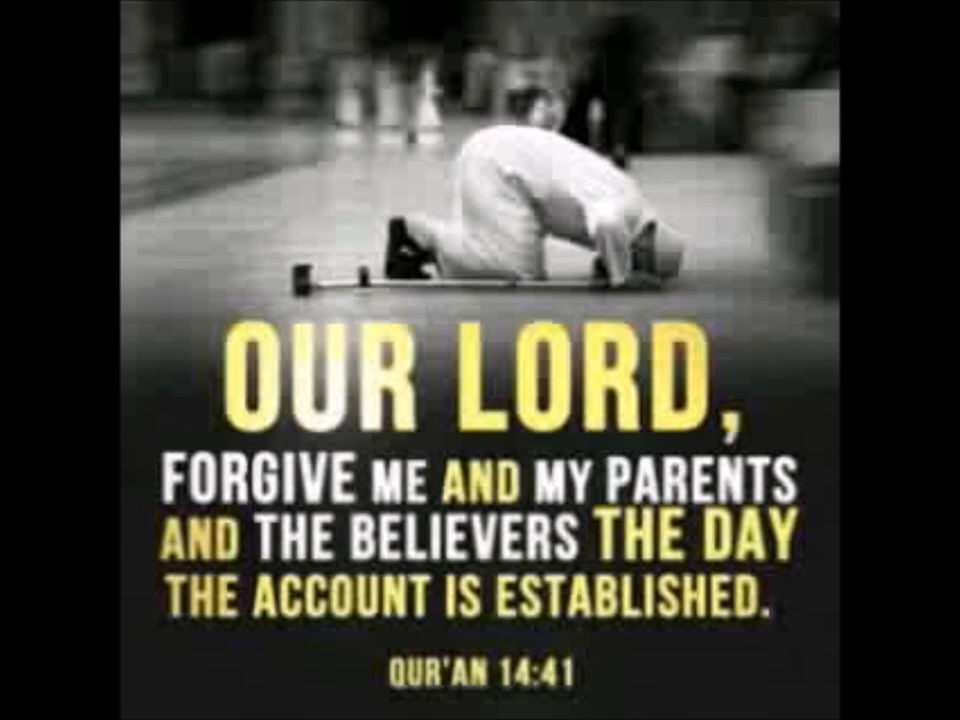 OUR LORD,
FORGIVE ME AND MY PARENTS
AND THE BELIEVERS THE DAY
THE ACCOUNT IS ESTABLISHED.
QUR'AN 14:41